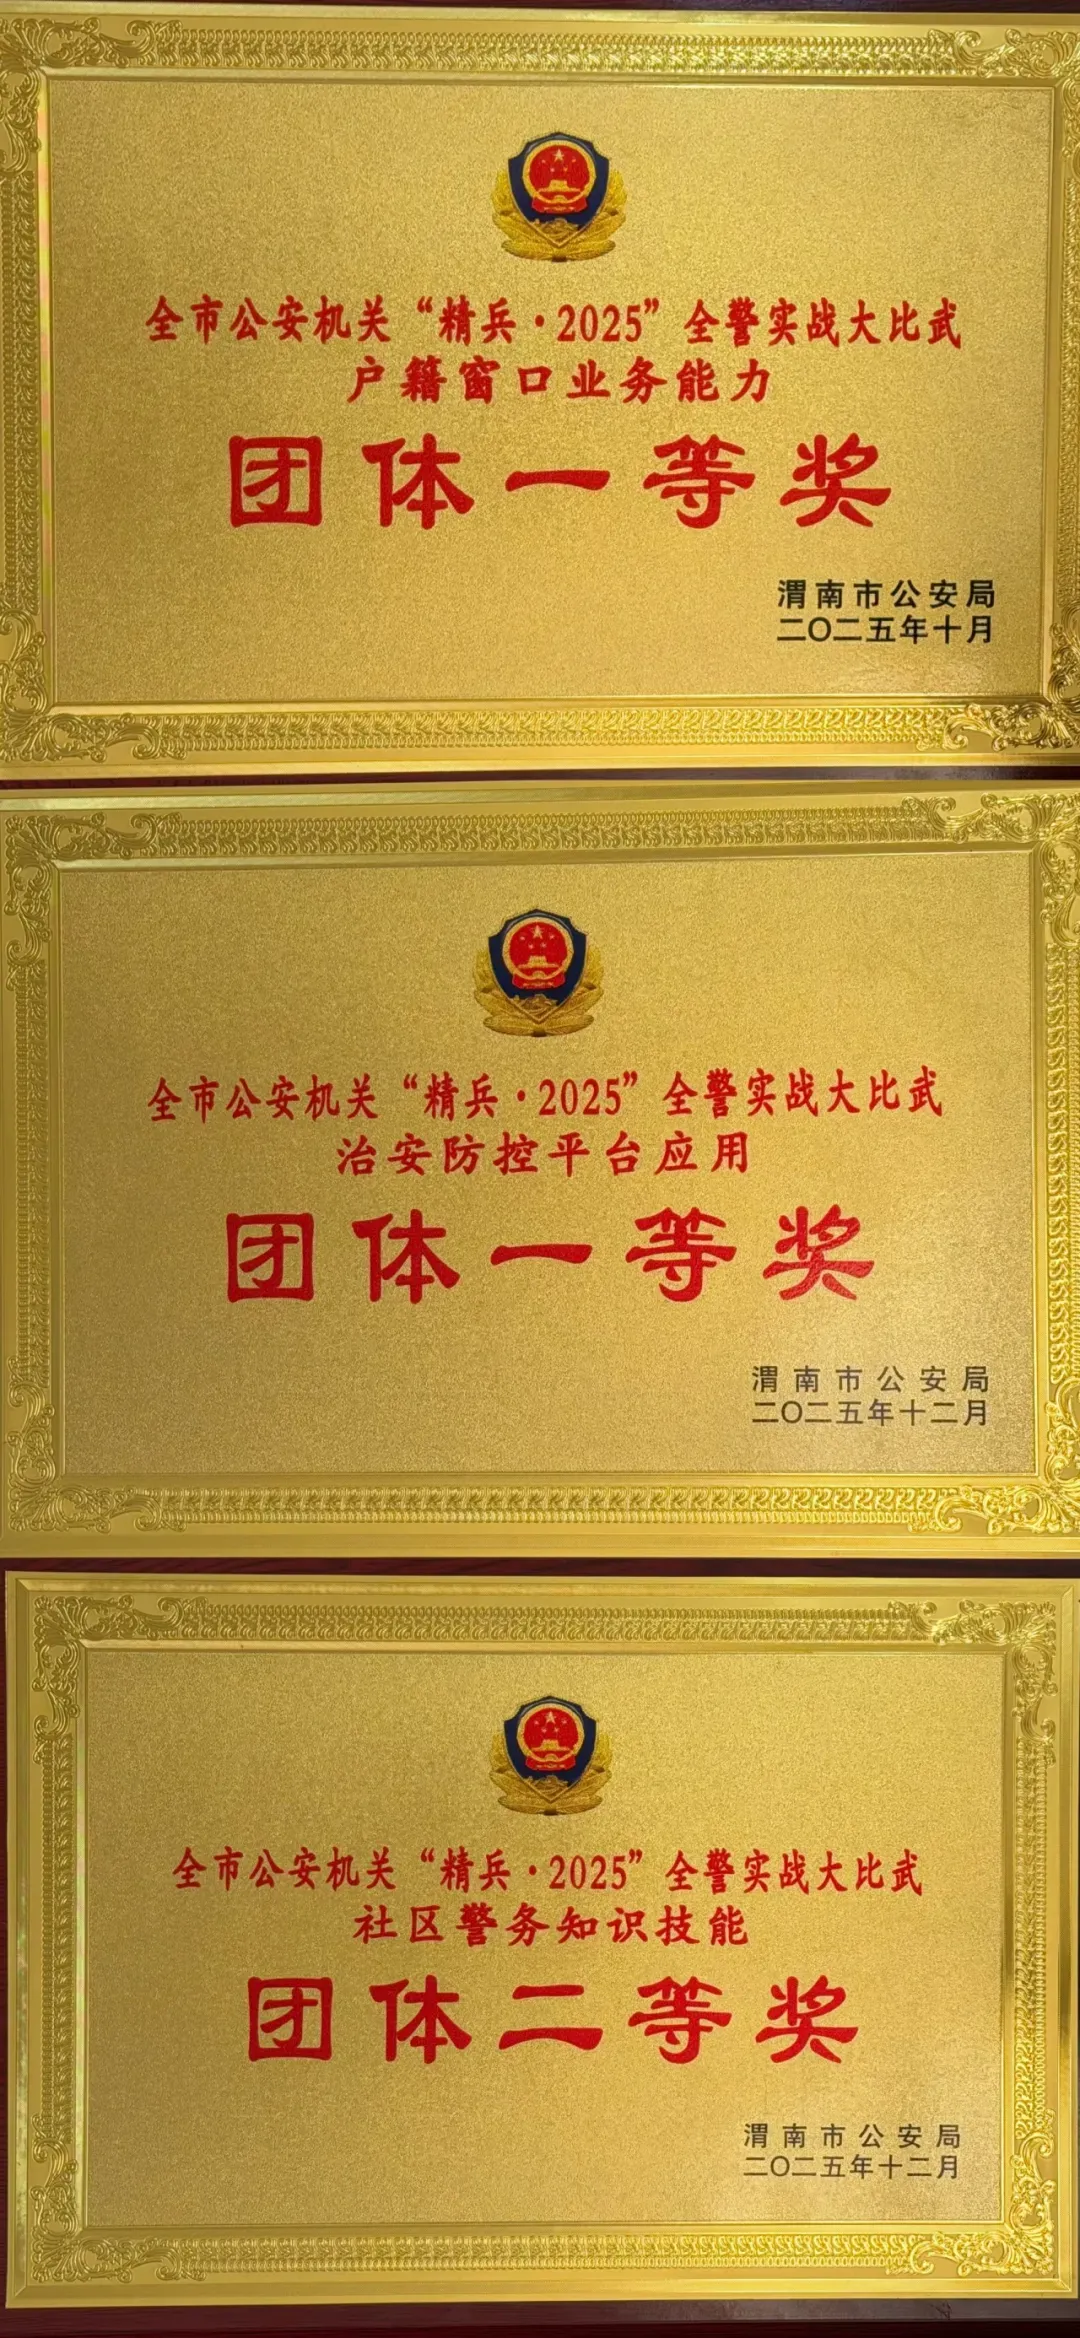 全市公安机关“精兵·2025”全警实战大比武
户籍窗口业务能力
团体一等奖
渭南市公安局
二〇二五年十月
全市公安机关“精兵·2025”全警实战大比武
治安防控平台应用
团体一等奖
渭南市公安局
二〇二五年十二月
全市公安机关“精兵·2025”全警实战大比武
社区警务知识技能
团体二等奖
渭南市公安局
二〇二五年十二月